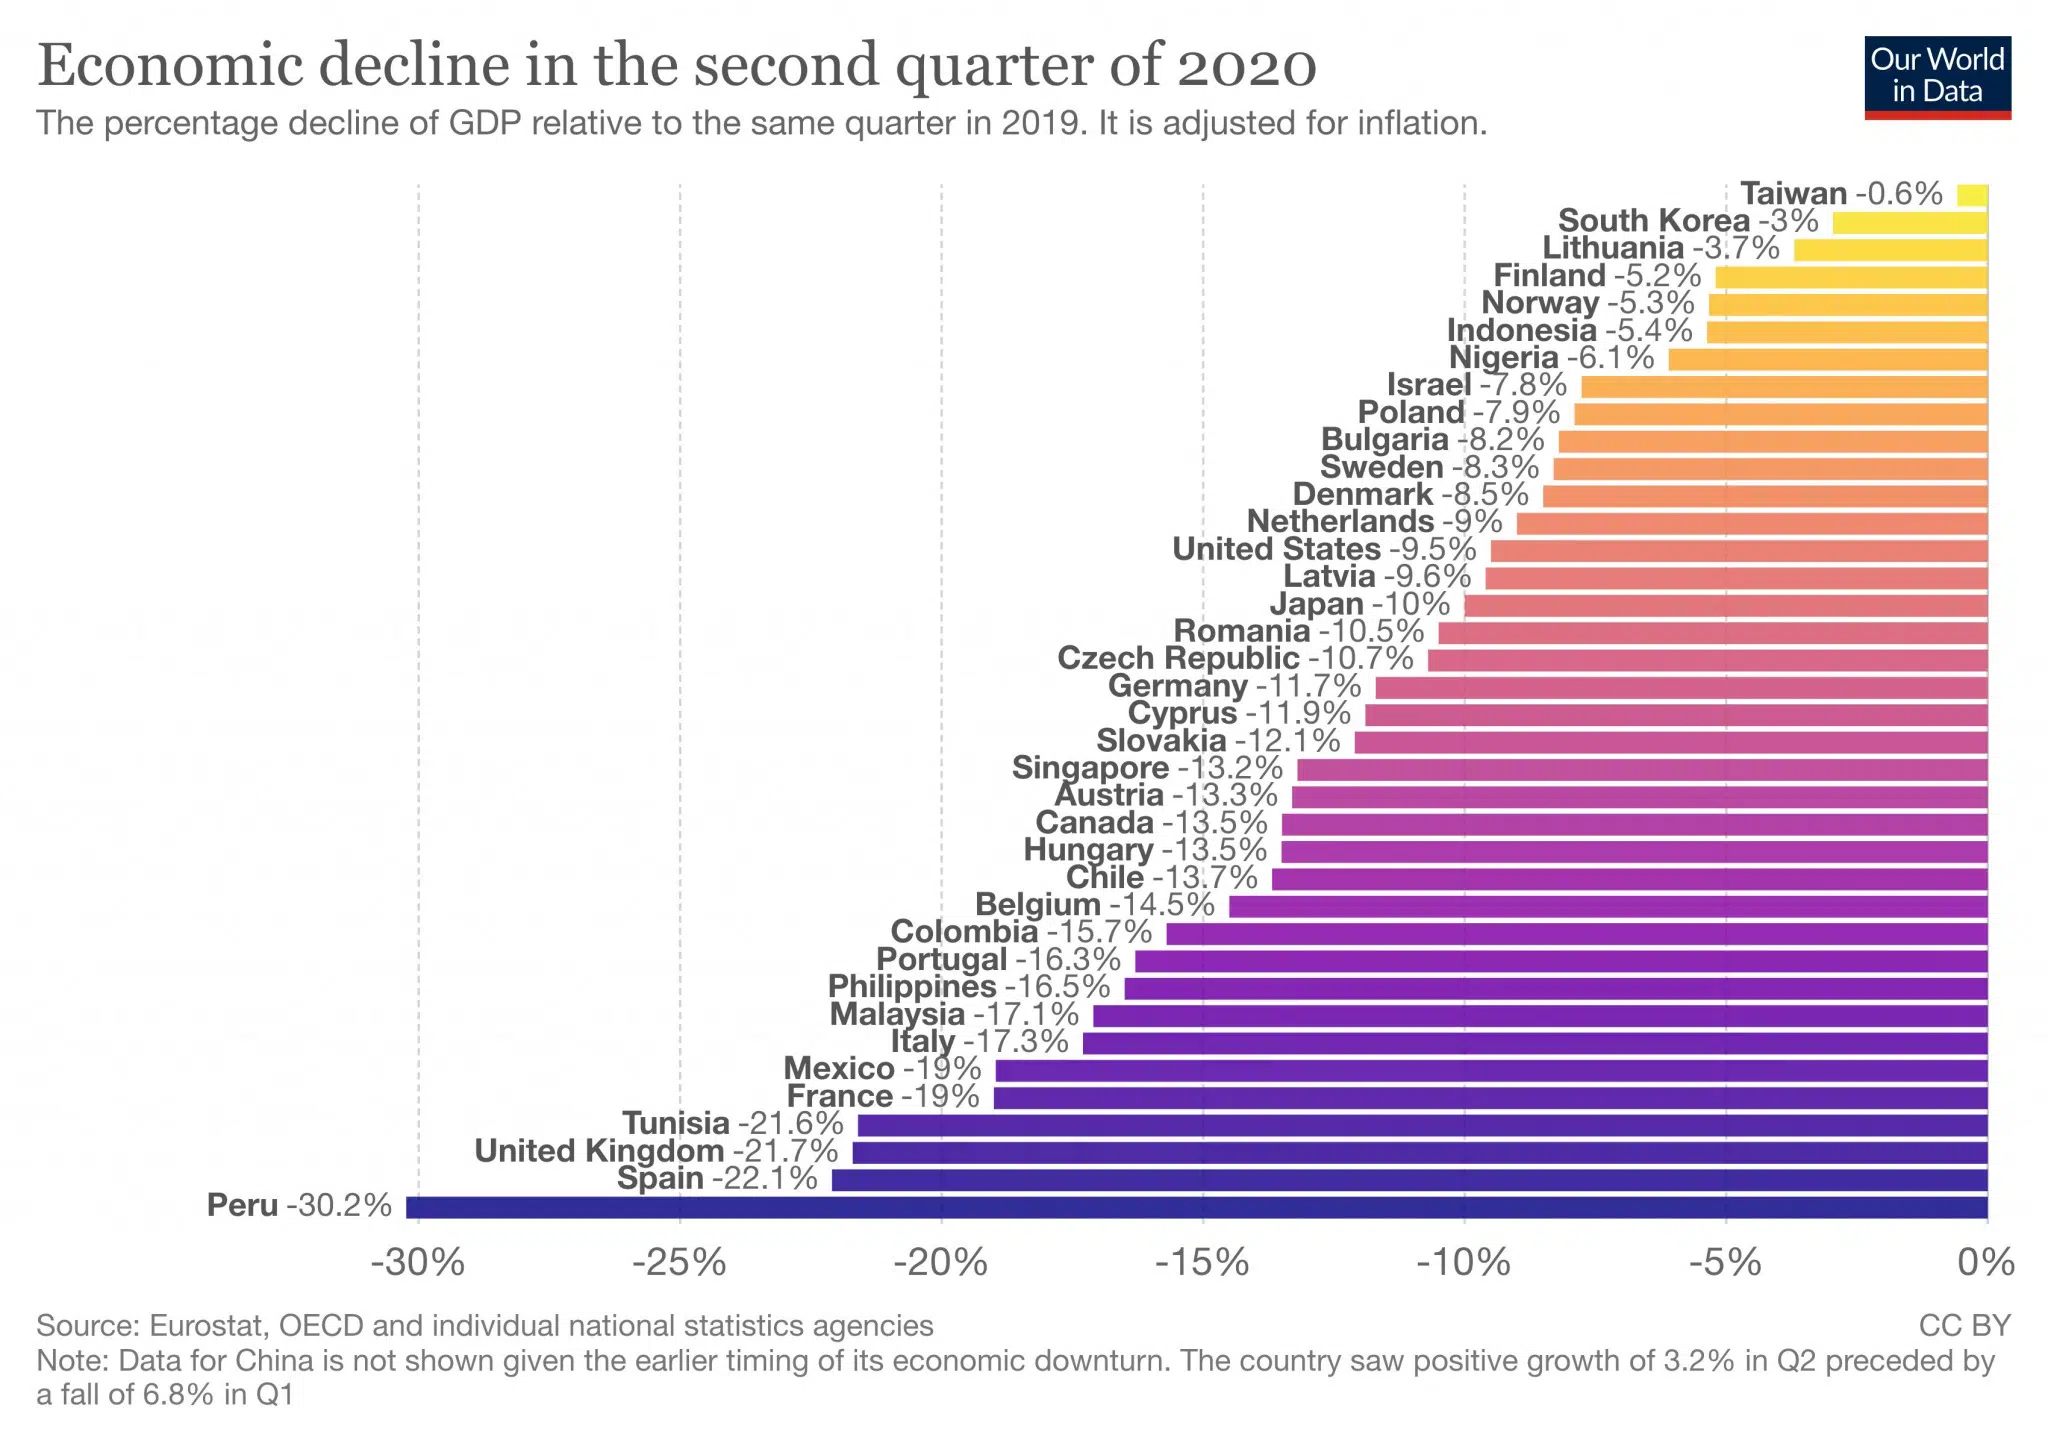 Economic decline in the second quarter of 2020
The percentage decline of GDP relative to the same quarter in 2019. It is adjusted for inflation.
Our World
in Data
Taiwan -0.6%
South Korea -3%
Lithuania -3.7%
Finland -5.2%
Norway -5.3%
Indonesia -5.4%
Nigeria -6.1%
Israel -7.8%
Poland -7.9%
Bulgaria -8.2%
Sweden -8.3%
Denmark -8.5%
Netherlands -9%
United States -9.5%
Latvia -9.6%
Japan -10%
Romania -10.5%
Czech Republic -10.7%
Germany -11.7%
Cyprus -11.9%
Slovakia -12.1%
Singapore -13.2%
Austria -13.3%
Canada -13.5%
Hungary -13.5%
Chile -13.7%
Belgium -14.5%
Colombia -15.7%
Portugal -16.3%
Philippines -16.5%
Malaysia -17.1%
Italy -17.3%
Mexico -19%
France -19%
Tunisia -21.6%
United Kingdom -21.7%
Spain -22.1%
Peru -30.2%
-30% -25% -20% -15% -10% -5% 0%
Source: Eurostat, OECD and individual national statistics agencies
CC BY
Note: Data for China is not shown given the earlier timing of its economic downturn. The country saw positive growth of 3.2% in Q2 preceded by
a fall of 6.8% in Q1